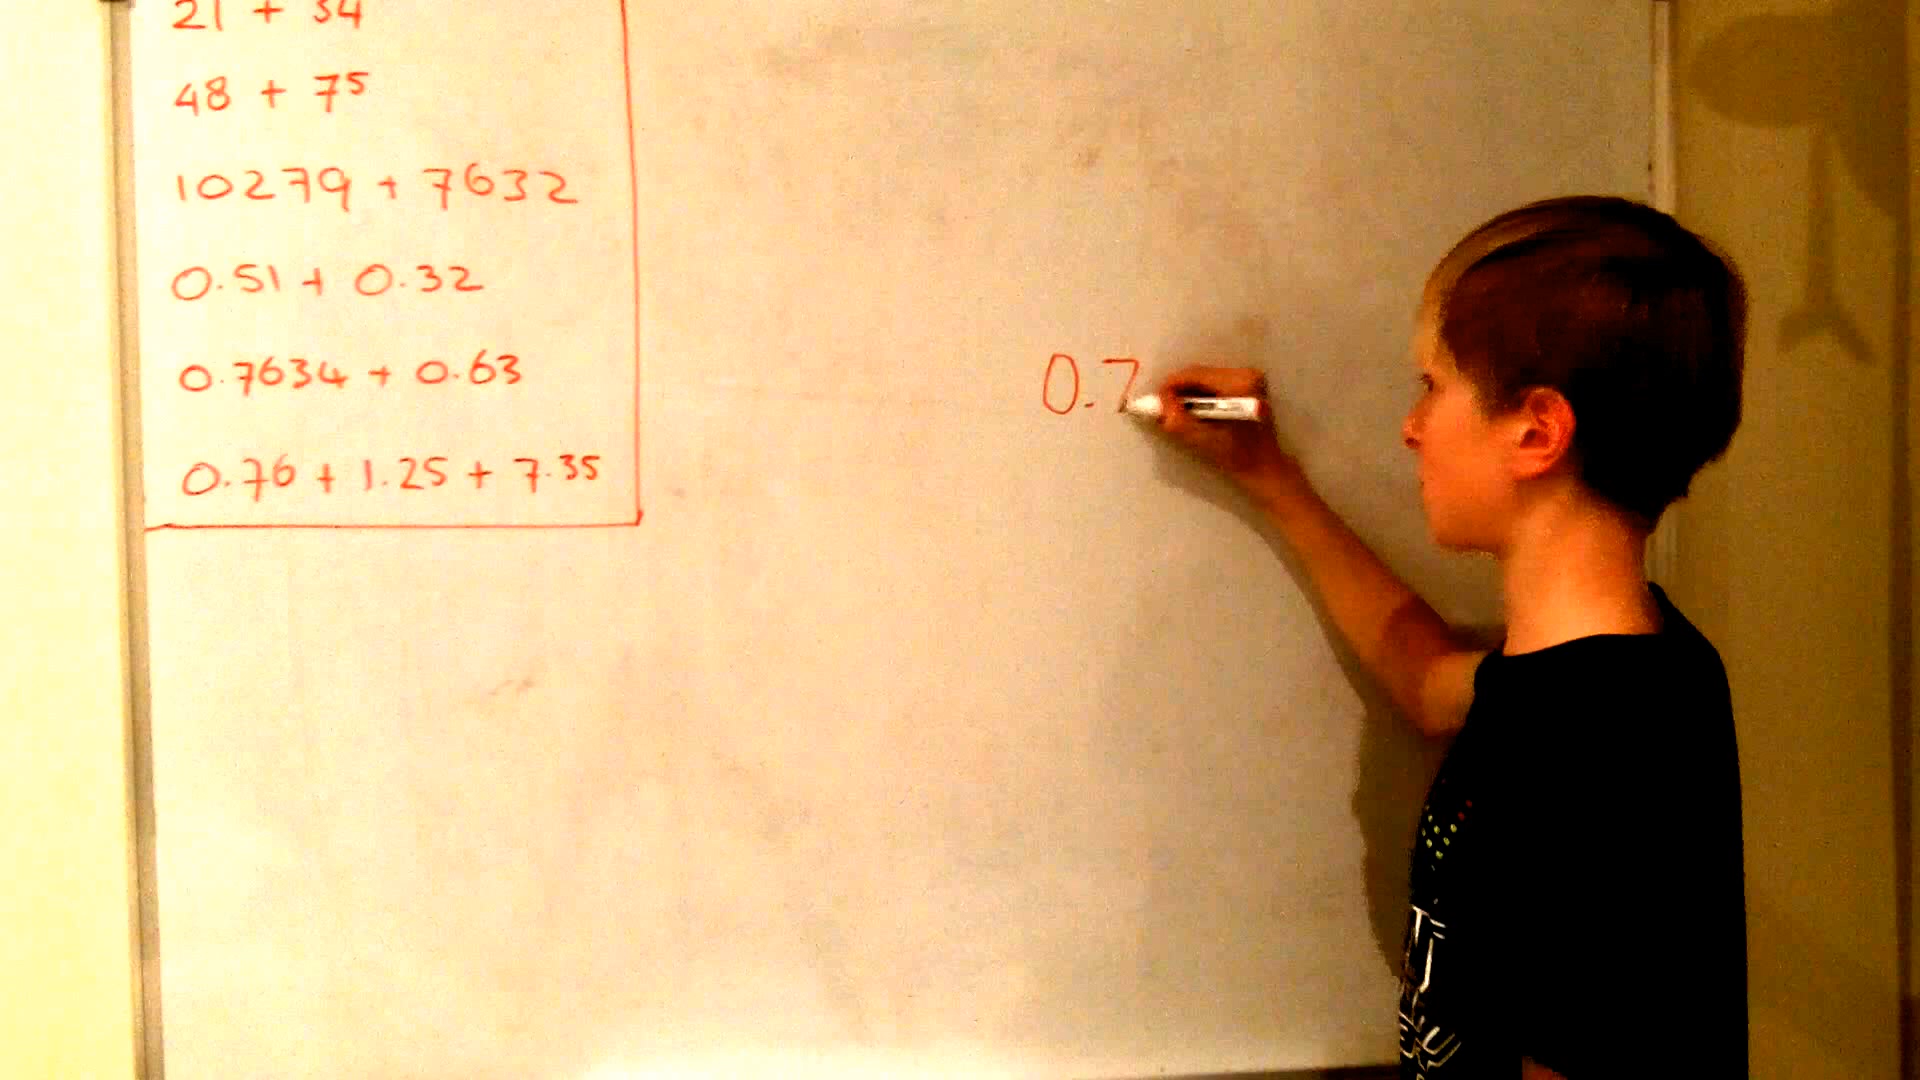 21 + 34
48 + 75
10279 + 7632
0.51 + 0.32
0.7634 + 0.63
0.76 + 1.25 + 7.35
0.7